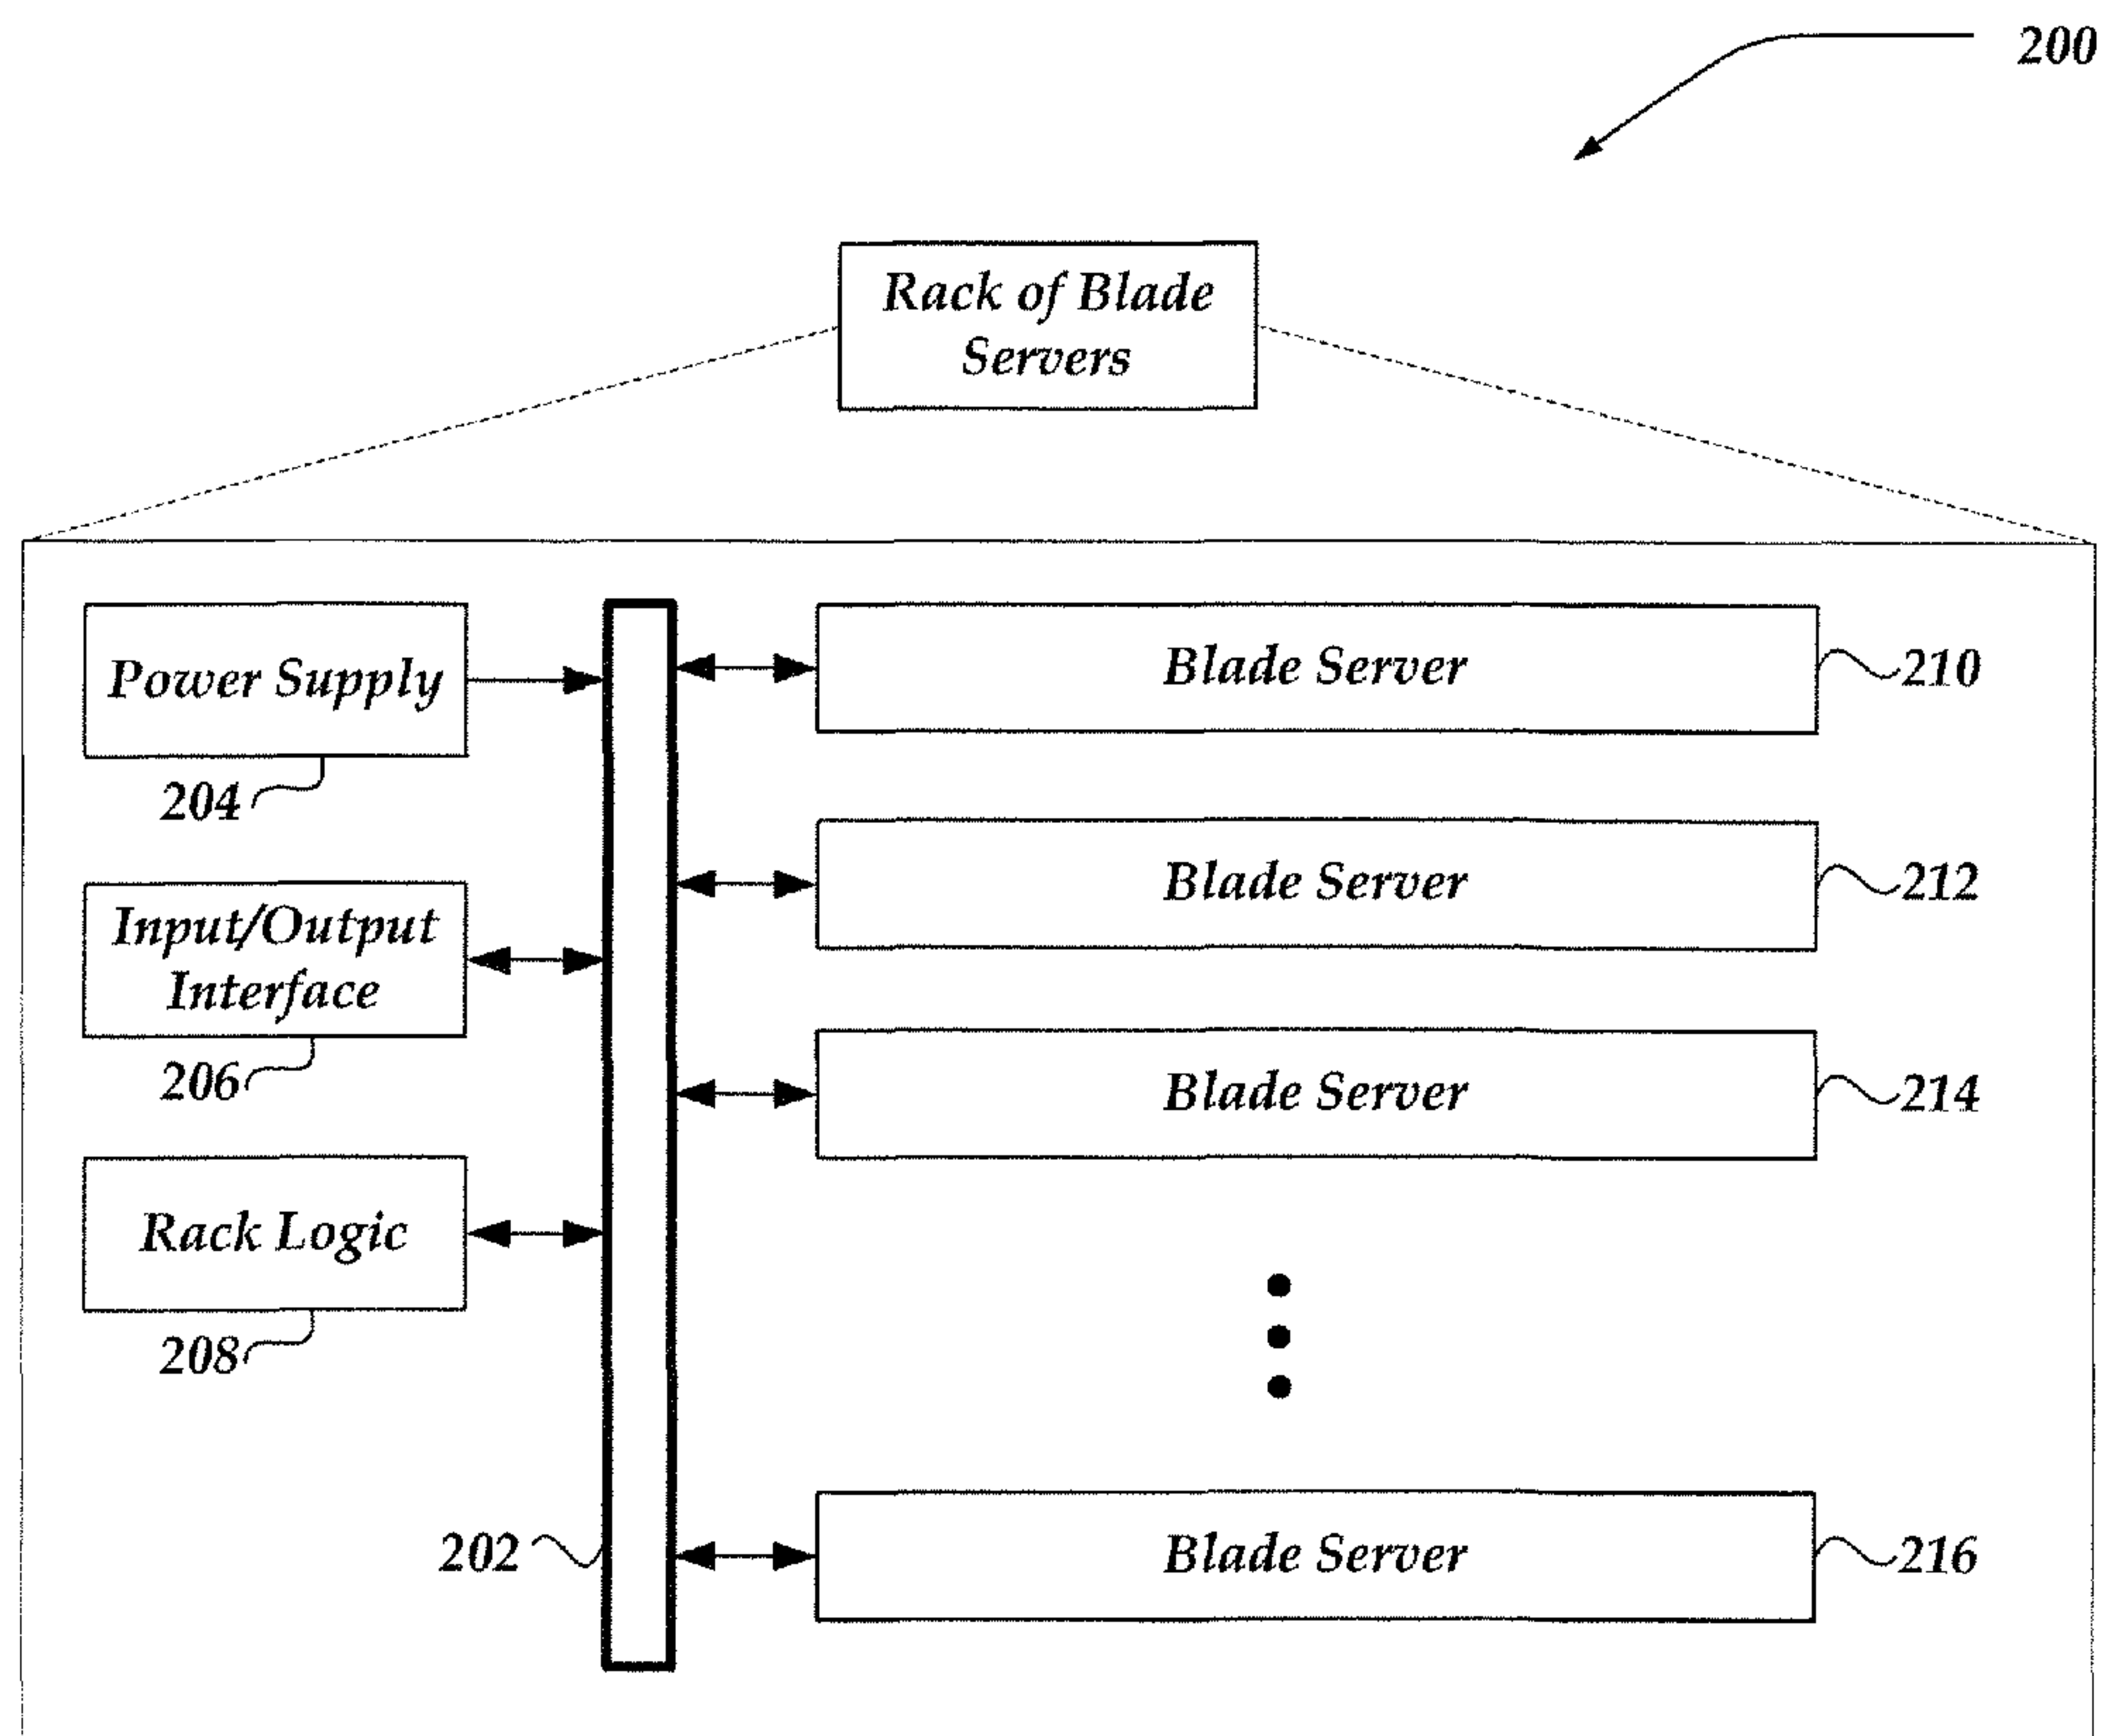 200
Rack of Blade
Servers
Power Supply
204
Input/Output
Interface
206
Rack Logic
208
202
Blade Server
210
Blade Server
212
Blade Server
214
Blade Server
216